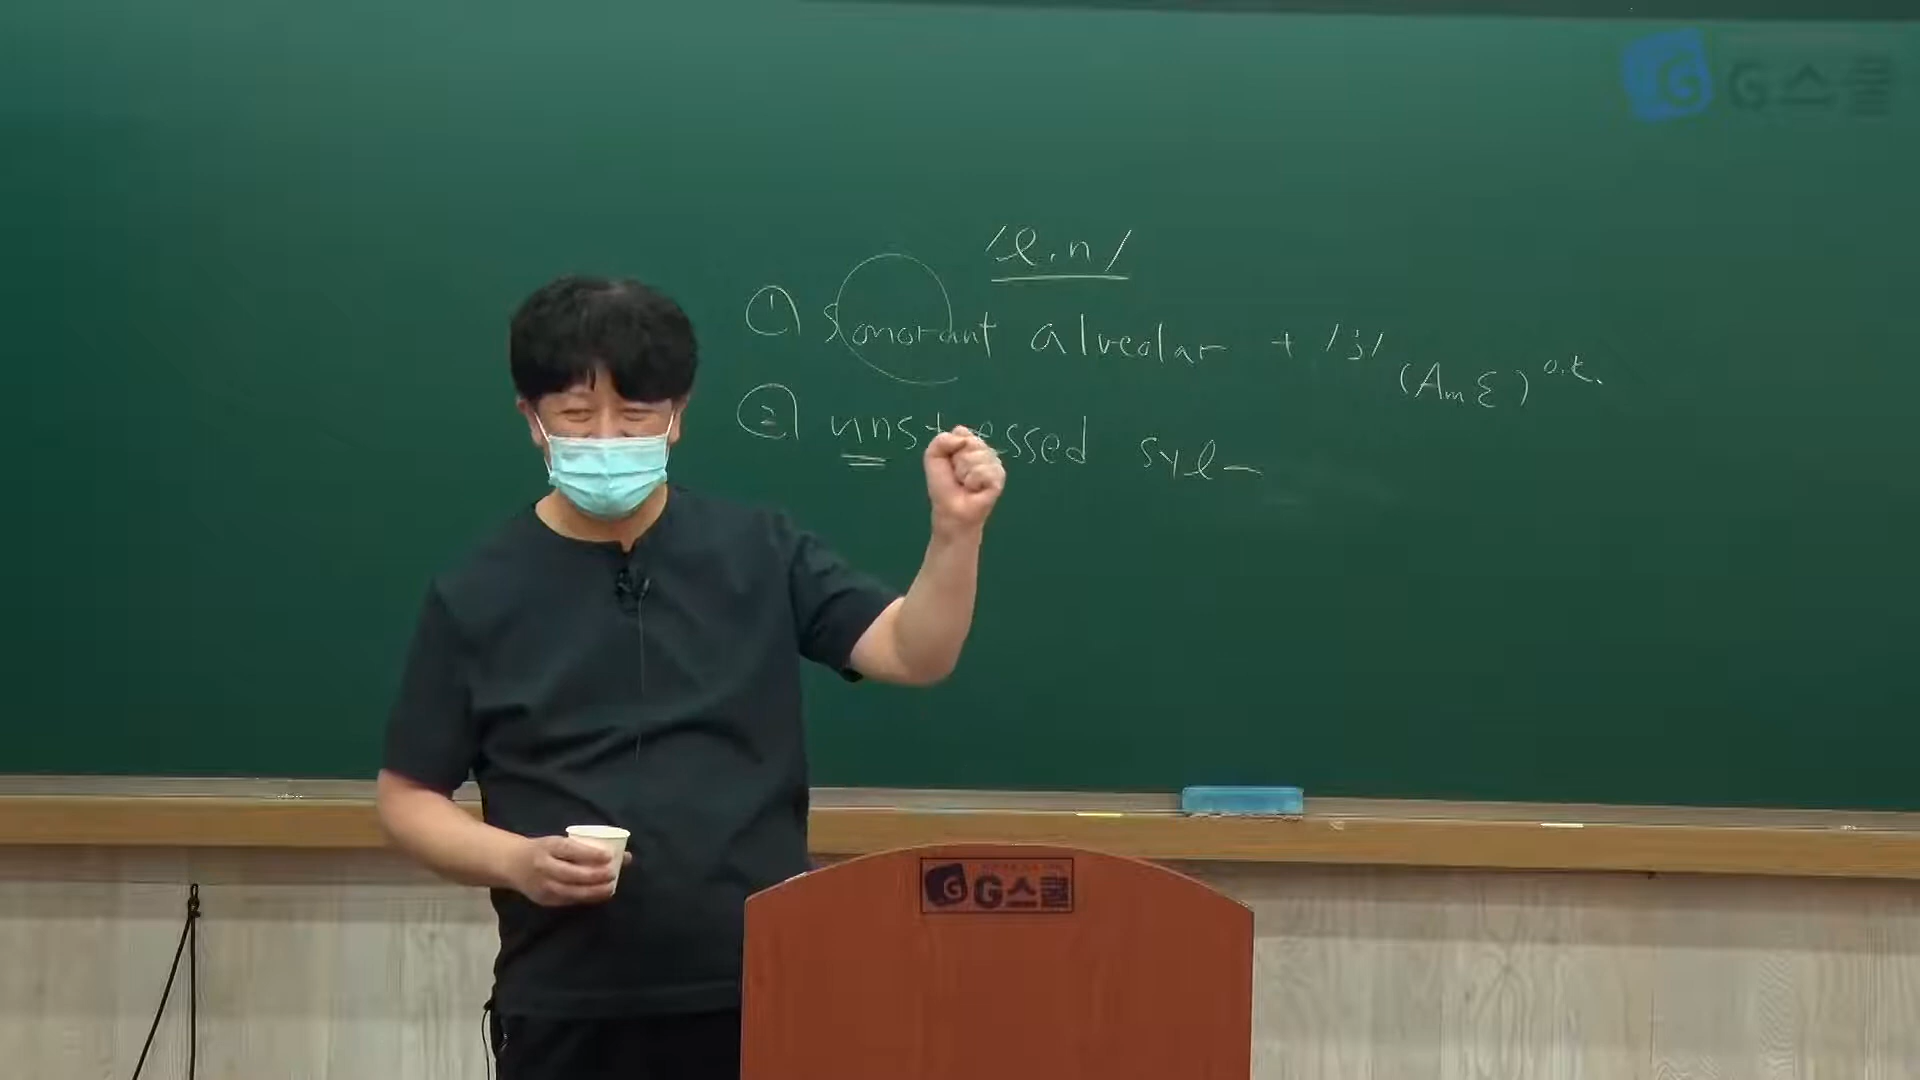 G스쿨
/l, n/
① sonorant alveolar + /j/
(AmE) o.k.
② unstressed syl-
G스쿨